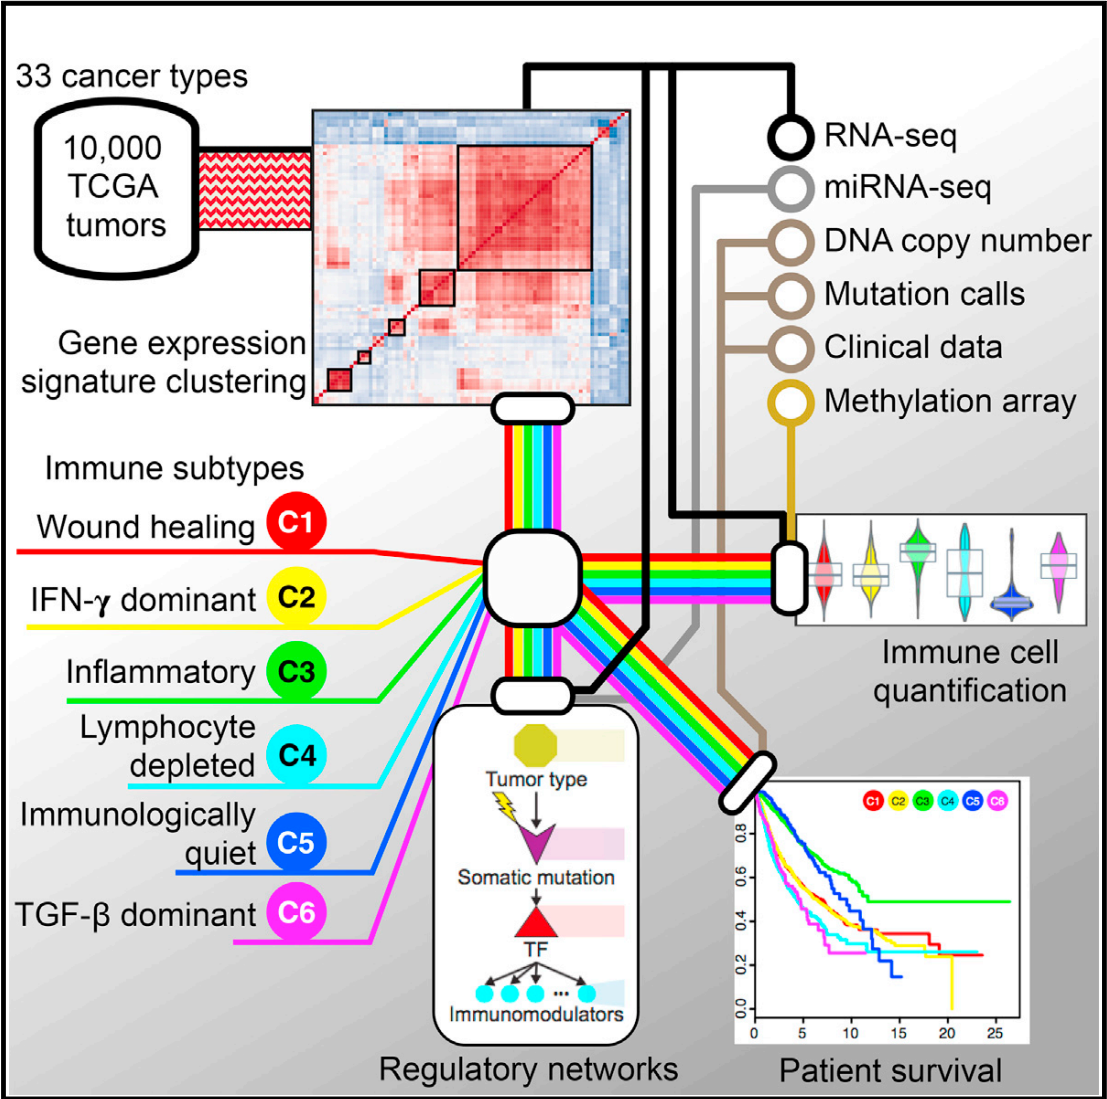 33 cancer types
10,000
TCGA
tumors
Gene expression
signature clustering
RNA-seq
miRNA-seq
DNA copy number
Mutation calls
Clinical data
Methylation array
Immune subtypes
Wound healing C1
IFN-γ dominant C2
Inflammatory C3
Lymphocyte
depleted C4
Immunologically
quiet C5
TGF-β dominant C6
Immune cell
quantification
Tumor type
Somatic mutation
TF
...
Immunomodulators
Regulatory networks
C1 C2 C3 C4 C5 C6
0.8
0.6
0.4
0.2
0.0
0 5 10 15 20 25
Patient survival